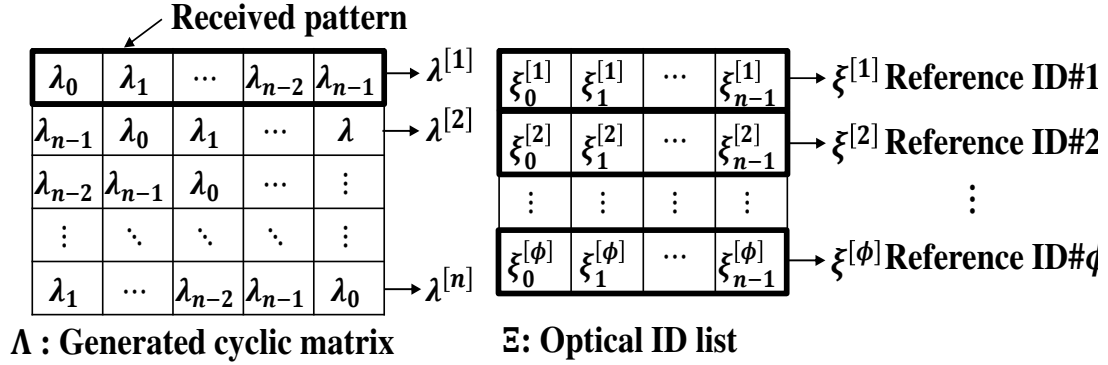 Received pattern
λ₀ λ₁ ⋯ λₙ₋₂ λₙ₋₁ → λ^[1]
λₙ₋₁ λ₀ λ₁ ⋯ λ → λ^[2]
λₙ₋₂ λₙ₋₁ λ₀ ⋯ ⋮
⋮ ⋱ ⋱ ⋱ ⋮
λ₁ ⋯ λₙ₋₂ λₙ₋₁ λ₀ → λ^[n]
Λ : Generated cyclic matrix
ξ₀^[1] ξ₁^[1] ⋯ ξₙ₋₁^[1] → ξ^[1] Reference ID#1
ξ₀^[2] ξ₁^[2] ⋯ ξₙ₋₁^[2] → ξ^[2] Reference ID#2
⋮ ⋮ ⋮ ⋮ ⋮
ξ₀^[ϕ] ξ₁^[ϕ] ⋯ ξₙ₋₁^[ϕ] → ξ^[ϕ] Reference ID#ϕ
Ξ: Optical ID list